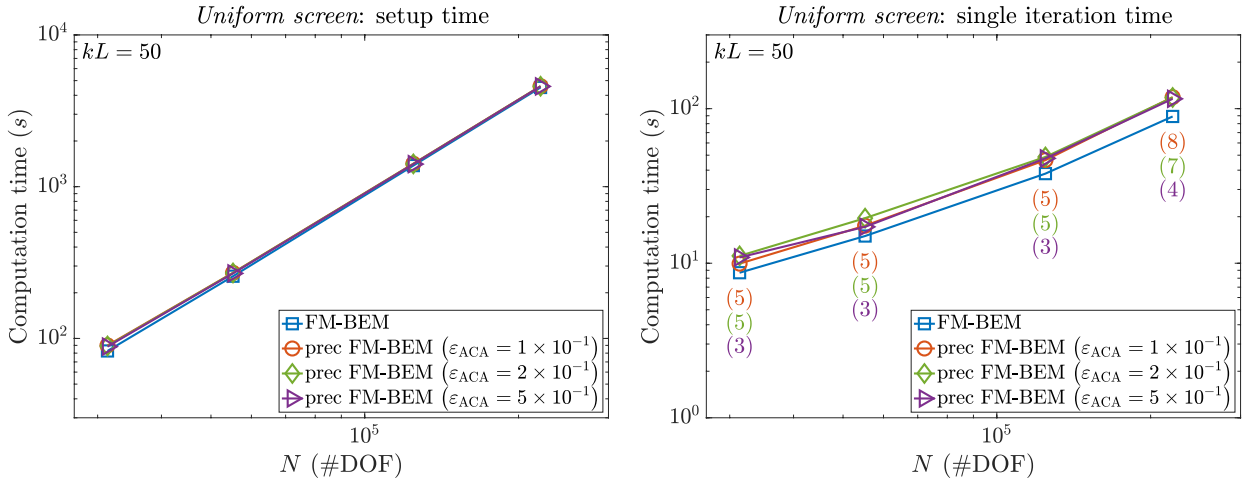 Uniform screen: setup time
kL = 50
Computation time (s)
10^4
10^3
10^2
10^5
N (#DOF)
FM-BEM
prec FM-BEM (ε_ACA = 1 × 10^−1)
prec FM-BEM (ε_ACA = 2 × 10^−1)
prec FM-BEM (ε_ACA = 5 × 10^−1)
Uniform screen: single iteration time
kL = 50
Computation time (s)
10^2
10^1
10^0
10^5
N (#DOF)
(5)
(5)
(3)
(5)
(5)
(3)
(5)
(5)
(3)
(8)
(7)
(4)
FM-BEM
prec FM-BEM (ε_ACA = 1 × 10^−1)
prec FM-BEM (ε_ACA = 2 × 10^−1)
prec FM-BEM (ε_ACA = 5 × 10^−1)